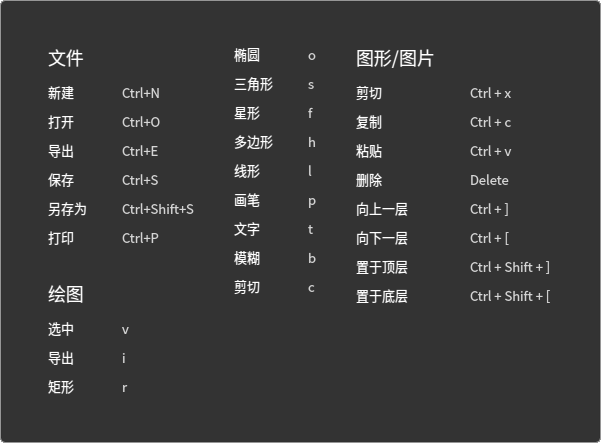 文件
新建 Ctrl+N
打开 Ctrl+O
导出 Ctrl+E
保存 Ctrl+S
另存为 Ctrl+Shift+S
打印 Ctrl+P
绘图
选中 v
导出 i
矩形 r
椭圆 o
三角形 s
星形 f
多边形 h
线形 l
画笔 p
文字 t
模糊 b
剪切 c
图形/图片
剪切 Ctrl + x
复制 Ctrl + c
粘贴 Ctrl + v
删除 Delete
向上一层 Ctrl + ]
向下一层 Ctrl + [
置于顶层 Ctrl + Shift + ]
置于底层 Ctrl + Shift + [